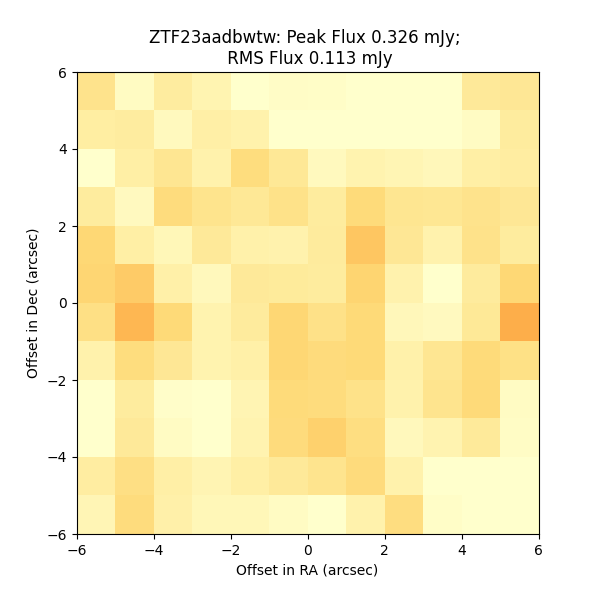 ZTF23aadbwtw: Peak Flux 0.326 mJy;
RMS Flux 0.113 mJy
6
4
2
0
−2
−4
−6
Offset in Dec (arcsec)
−6 −4 −2 0 2 4 6
Offset in RA (arcsec)